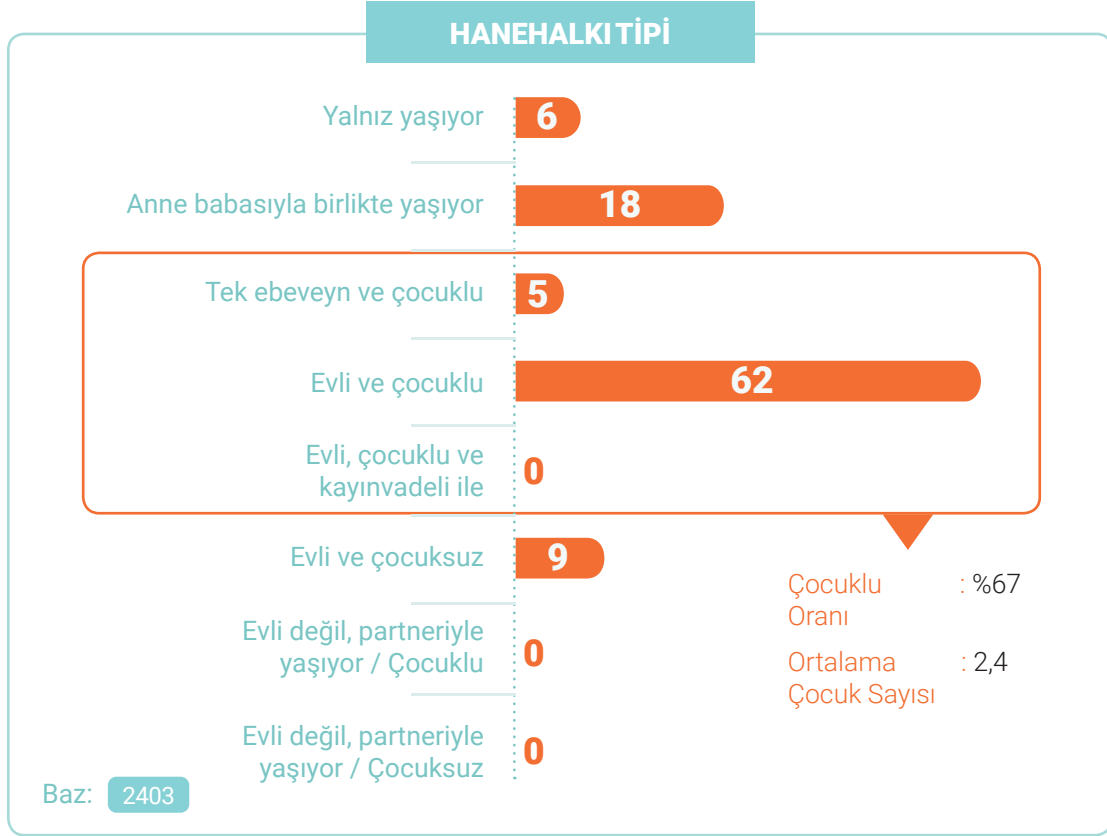 HANEHALKI TİPİ
Yalnız yaşıyor 6
Anne babasıyla birlikte yaşıyor 18
Tek ebeveyn ve çocuklu 5
Evli ve çocuklu 62
Evli, çocuklu ve
kayınvadeli ile 0
Evli ve çocuksuz 9
Evli değil, partneriyle
yaşıyor / Çocuklu 0
Evli değil, partneriyle
yaşıyor / Çocuksuz 0
Çocuklu : %67
Oranı
Ortalama : 2,4
Çocuk Sayısı
Baz: 2403